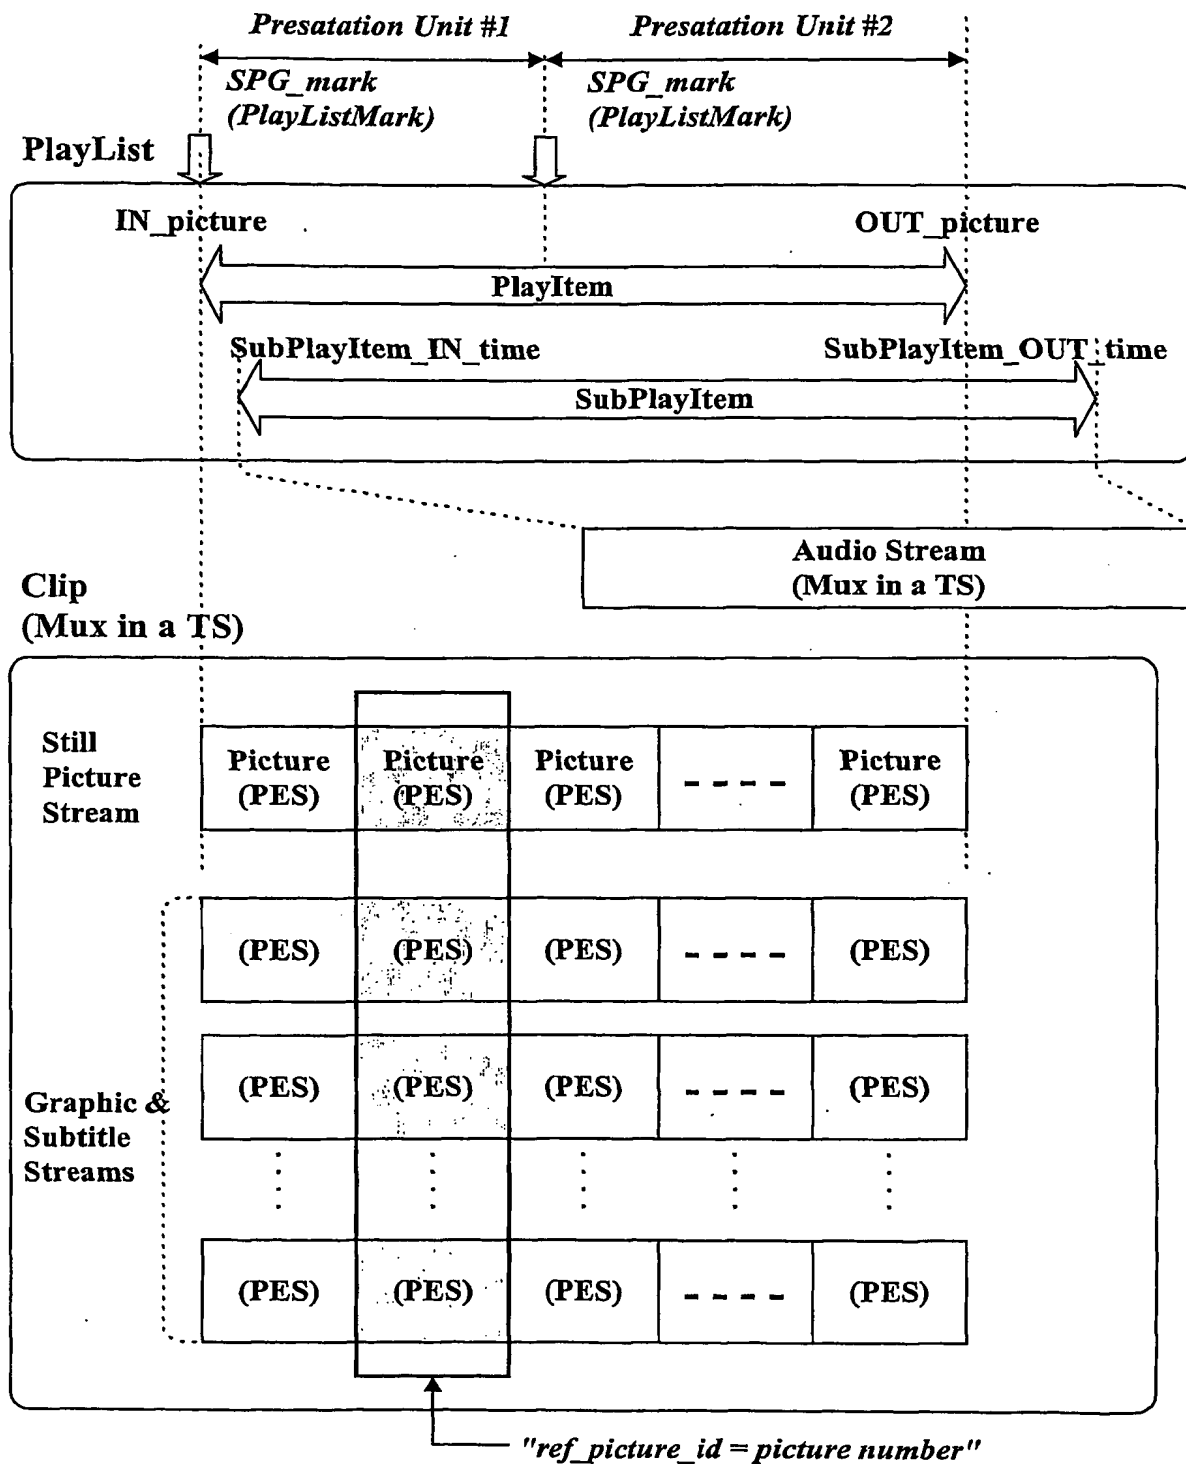 Presatation Unit #1
Presatation Unit #2
SPG_mark
(PlayListMark)
SPG_mark
(PlayListMark)
PlayList
IN_picture
OUT_picture
PlayItem
SubPlayItem_IN_time
SubPlayItem_OUT_time
SubPlayItem
Audio Stream
(Mux in a TS)
Clip
(Mux in a TS)
Still
Picture
Stream
Picture
(PES)
Picture
(PES)
Picture
(PES)
Picture
(PES)
(PES)
(PES)
(PES)
(PES)
Graphic &
Subtitle
Streams
(PES)
(PES)
(PES)
(PES)
(PES)
(PES)
(PES)
(PES)
"ref_picture_id = picture number"